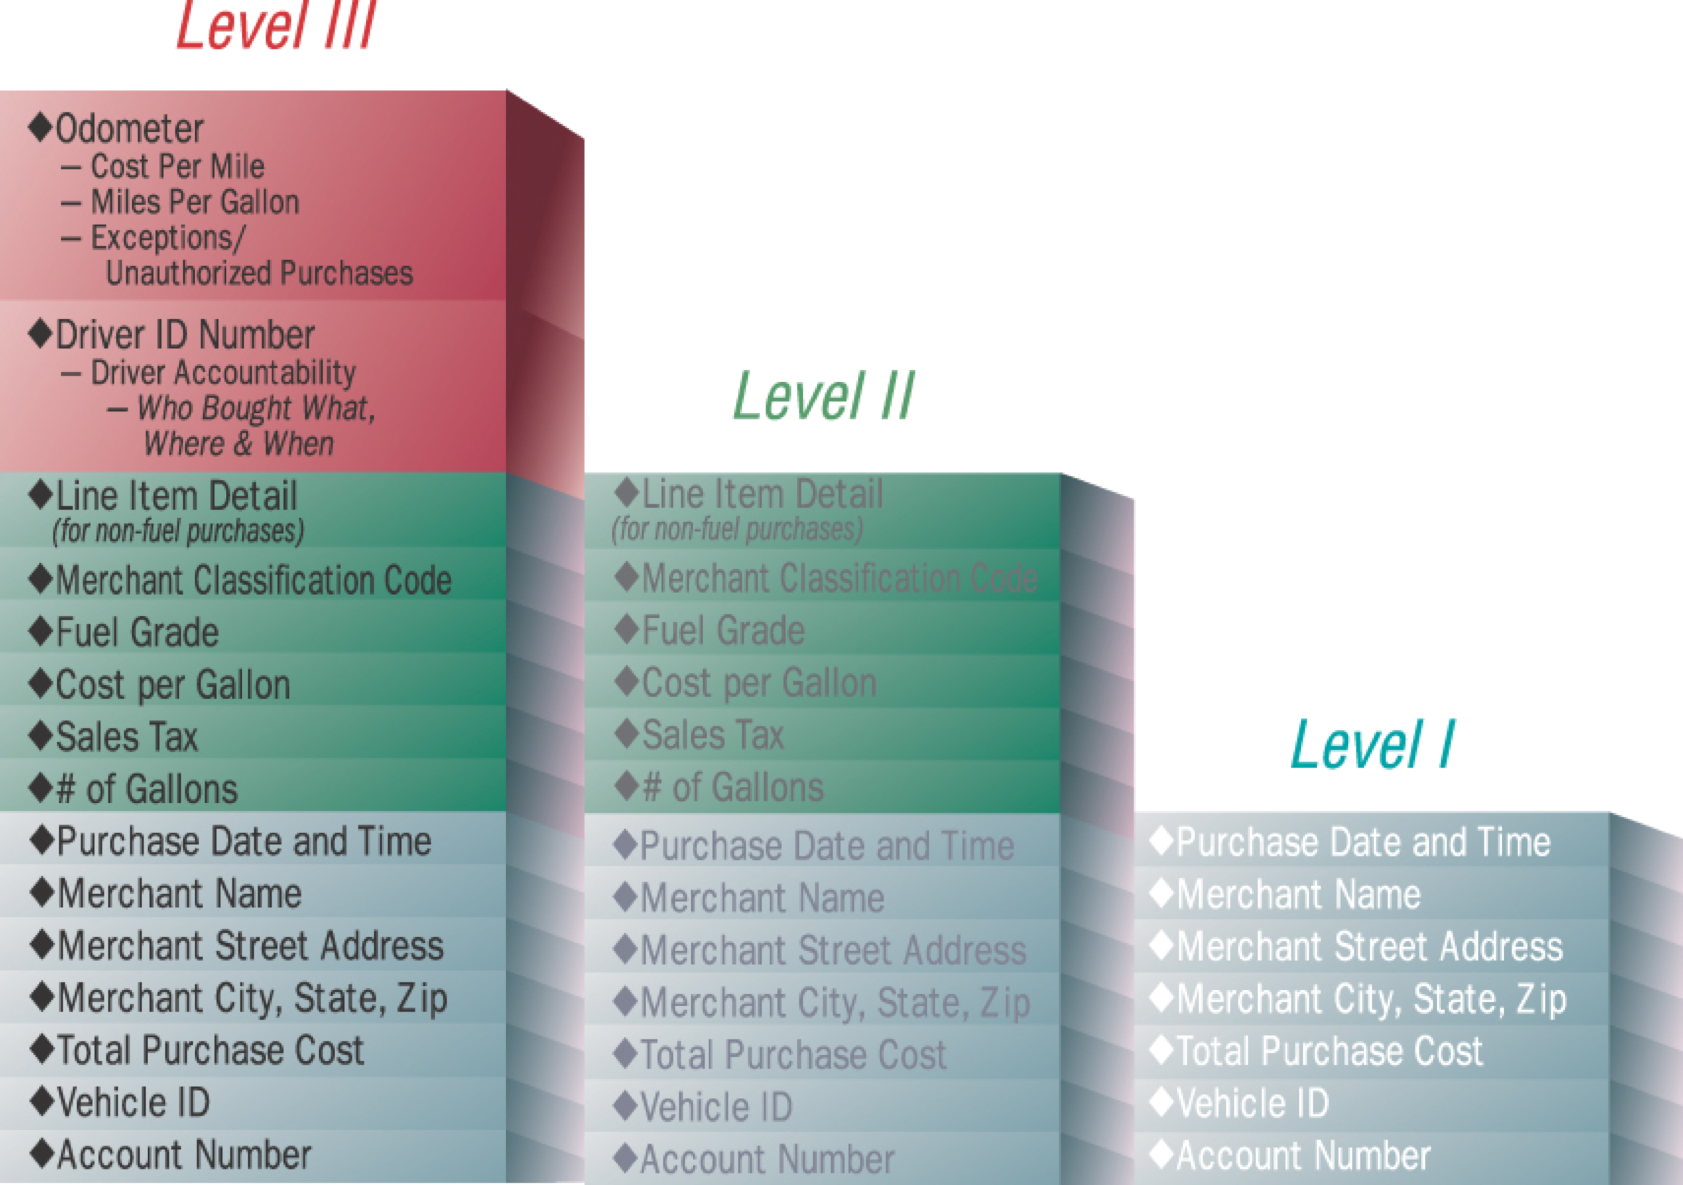 Level III
◆Odometer
– Cost Per Mile
– Miles Per Gallon
– Exceptions/
Unauthorized Purchases
◆Driver ID Number
– Driver Accountability
– Who Bought What,
Where & When
◆Line Item Detail
(for non-fuel purchases)
◆Merchant Classification Code
◆Fuel Grade
◆Cost per Gallon
◆Sales Tax
◆# of Gallons
◆Purchase Date and Time
◆Merchant Name
◆Merchant Street Address
◆Merchant City, State, Zip
◆Total Purchase Cost
◆Vehicle ID
◆Account Number
Level II
◆Line Item Detail
(for non-fuel purchases)
◆Merchant Classification Code
◆Fuel Grade
◆Cost per Gallon
◆Sales Tax
◆# of Gallons
◆Purchase Date and Time
◆Merchant Name
◆Merchant Street Address
◆Merchant City, State, Zip
◆Total Purchase Cost
◆Vehicle ID
◆Account Number
Level I
◆Purchase Date and Time
◆Merchant Name
◆Merchant Street Address
◆Merchant City, State, Zip
◆Total Purchase Cost
◆Vehicle ID
◆Account Number